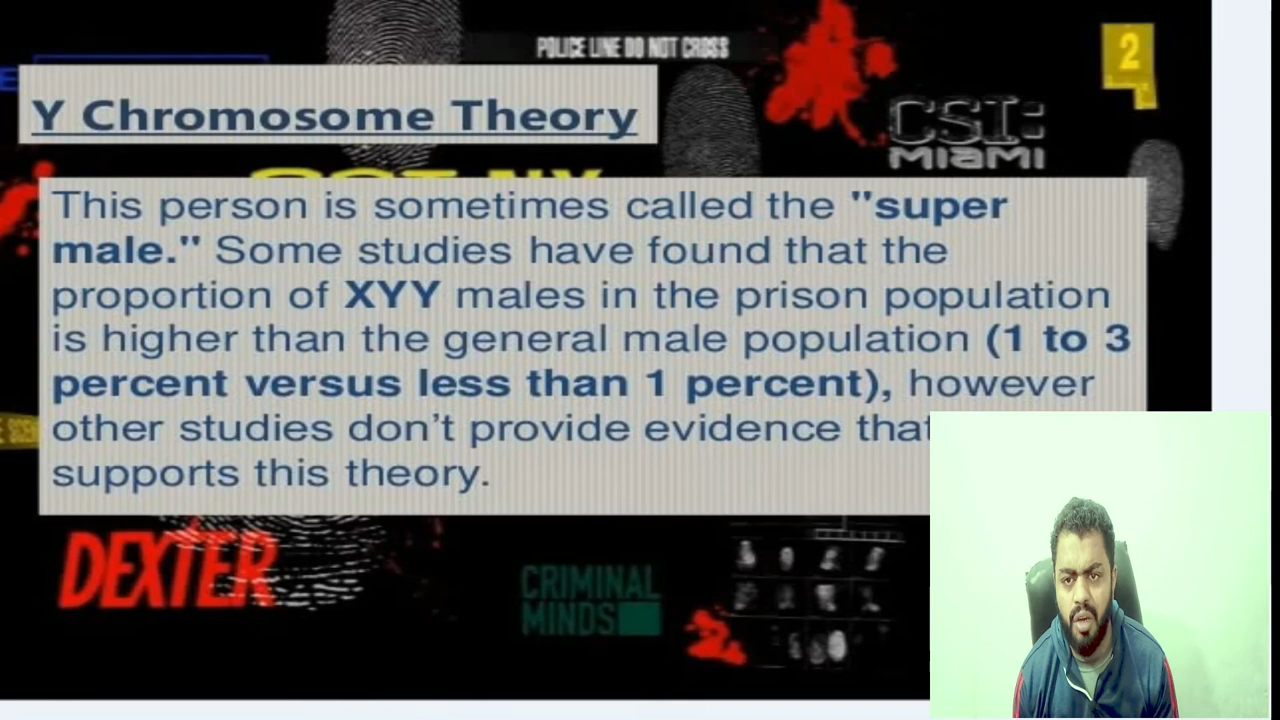 POLICE LINE DO NOT CROSS
2
Y Chromosome Theory
CSI:
MIAMI
This person is sometimes called the "super
male." Some studies have found that the
proportion of XYY males in the prison population
is higher than the general male population (1 to 3
percent versus less than 1 percent), however
other studies don't provide evidence that
supports this theory.
DEXTER
CRIMINAL
MINDS